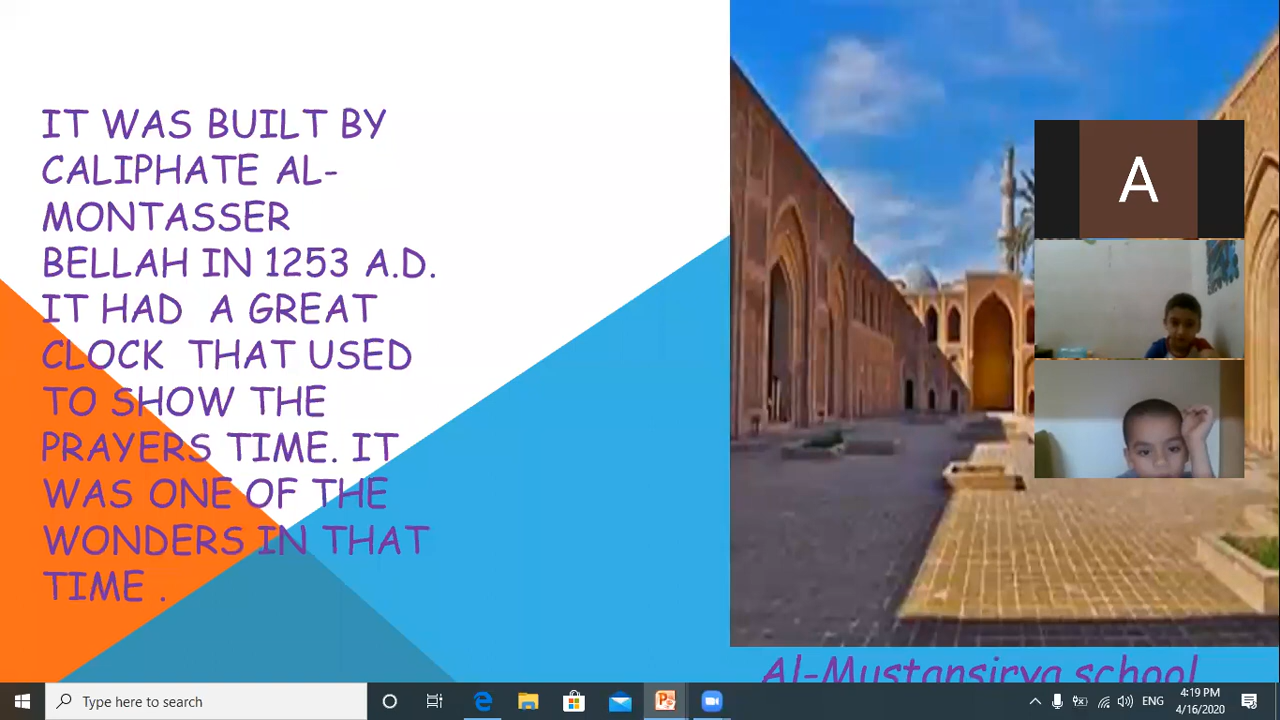 IT WAS BUILT BY
CALIPHATE AL-
MONTASSER
BELLAH IN 1253 A.D.
IT HAD A GREAT
CLOCK THAT USED
TO SHOW THE
PRAYERS TIME. IT
WAS ONE OF THE
WONDERS IN THAT
TIME .
A
Al-Mustansirya school
Type here to search
ENG
4:19 PM
4/16/2020